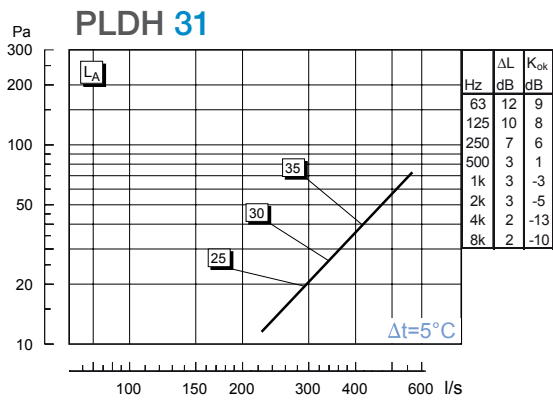 PLDH 31
Pa
300
200
100
50
20
10
L_A
35
30
25
Δt=5°C
100 150 200 300 400 600 l/s
ΔL K_ok
Hz dB dB
63 12 9
125 10 8
250 7 6
500 3 1
1k 3 -3
2k 3 -5
4k 2 -13
8k 2 -10